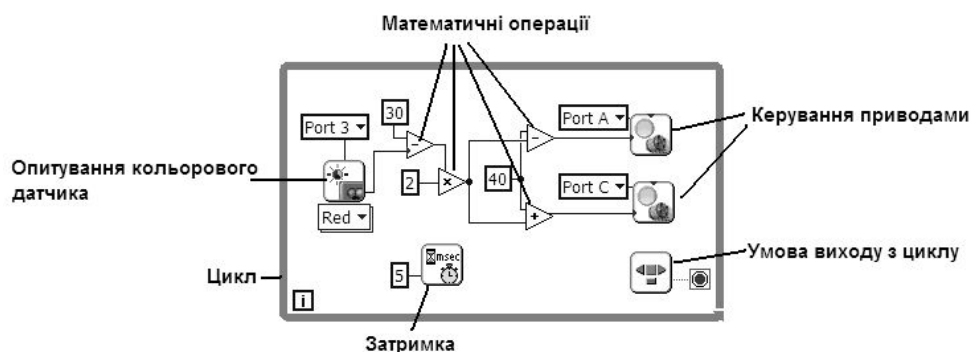 Математичні операції
30
Port 3
Port A
Керування приводами
−
−
Опитування кольорового
датчика
2
×
40
Port C
Red
+
msec
Умова виходу з циклу
Цикл
5
i
Затримка